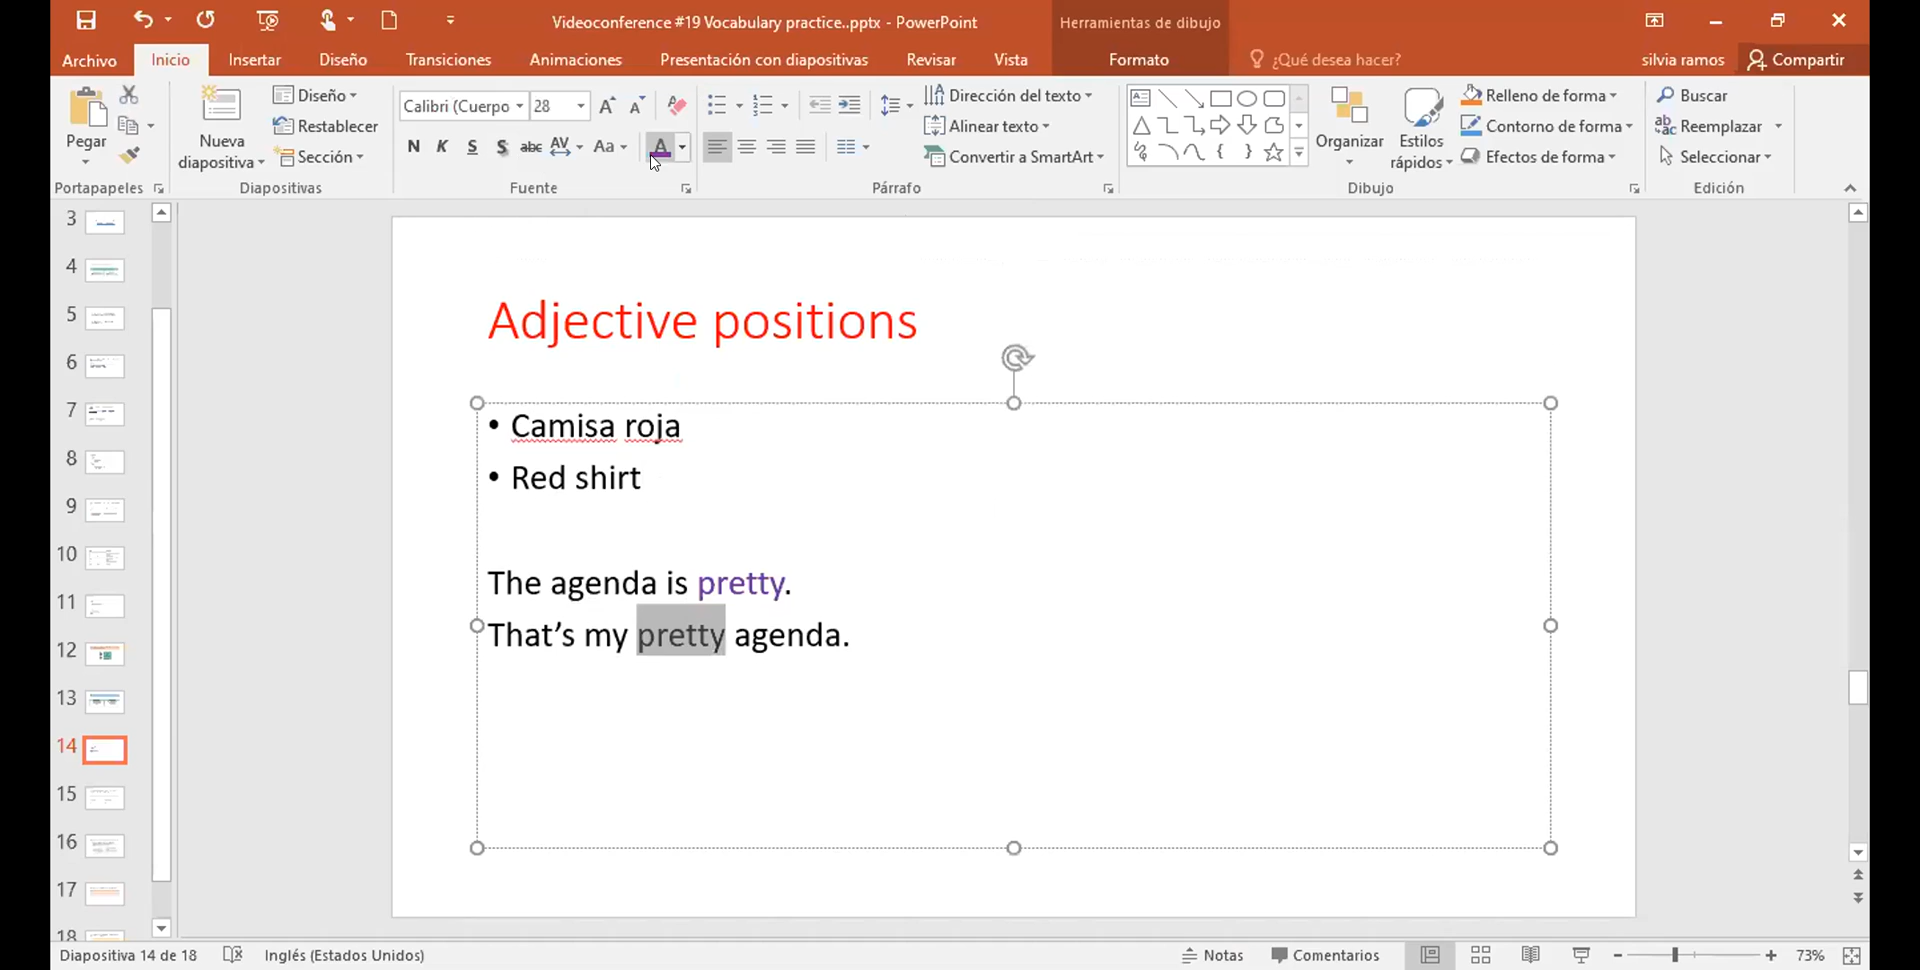 Videoconference #19 Vocabulary practice..pptx - PowerPoint
Herramientas de dibujo
Archivo Inicio Insertar Diseño Transiciones Animaciones Presentación con diapositivas Revisar Vista Formato ¿Qué desea hacer? silvia ramos Compartir
Pegar
Portapapeles
Nueva diapositiva
Diseño
Restablecer
Sección
Diapositivas
Calibri (Cuerpo 28
N K S S abc AV Aa A
Fuente
Dirección del texto
Alinear texto
Convertir a SmartArt
Párrafo
Organizar
Estilos rápidos
Relleno de forma
Contorno de forma
Efectos de forma
Dibujo
Buscar
Reemplazar
Seleccionar
Edición
3
4
5
6
7
8
9
10
11
12
13
14
15
16
17
18
Adjective positions
• Camisa roja
• Red shirt
The agenda is pretty.
That’s my pretty agenda.
Diapositiva 14 de 18 Inglés (Estados Unidos) Notas Comentarios 73%